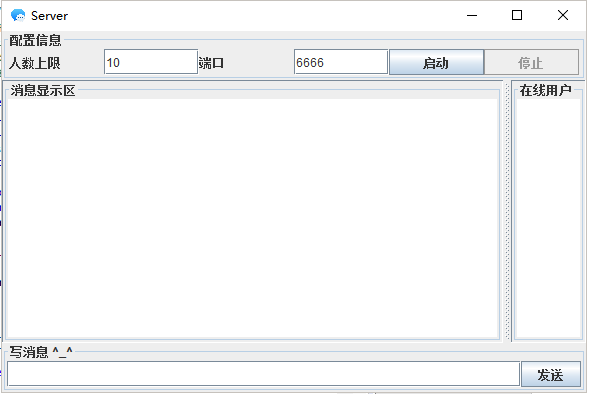 Server
配置信息
人数上限 10 端口 6666 启动 停止
消息显示区 在线用户
写消息 ^_^
发送